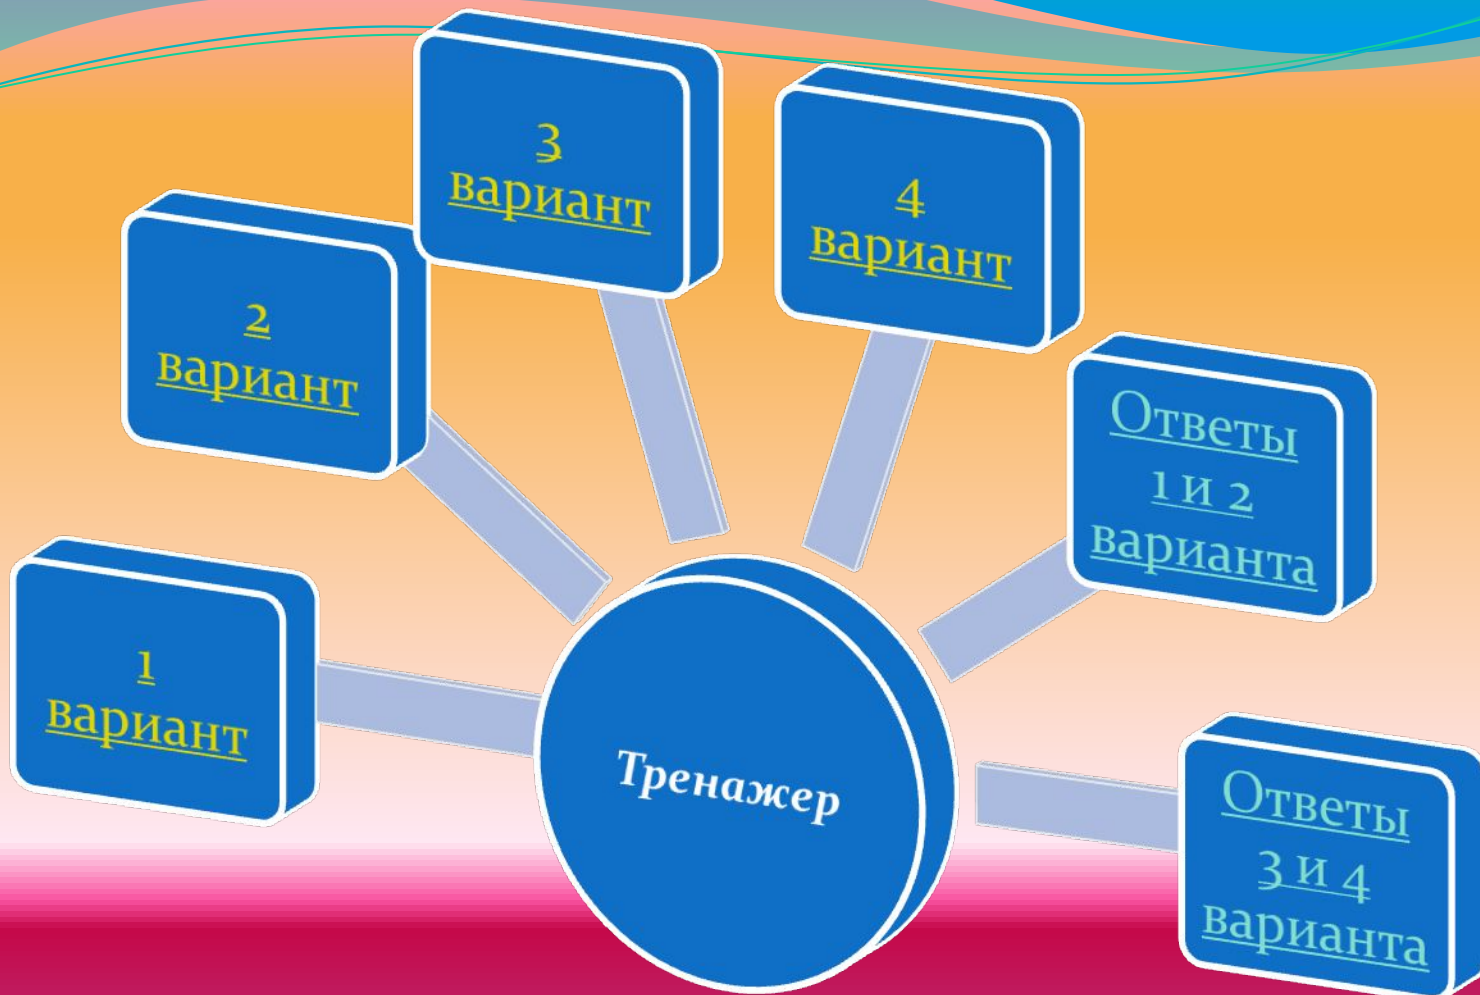 1
вариант
2
вариант
3
вариант
4
вариант
Ответы
1 и 2
варианта
Ответы
3 и 4
варианта
Тренажер